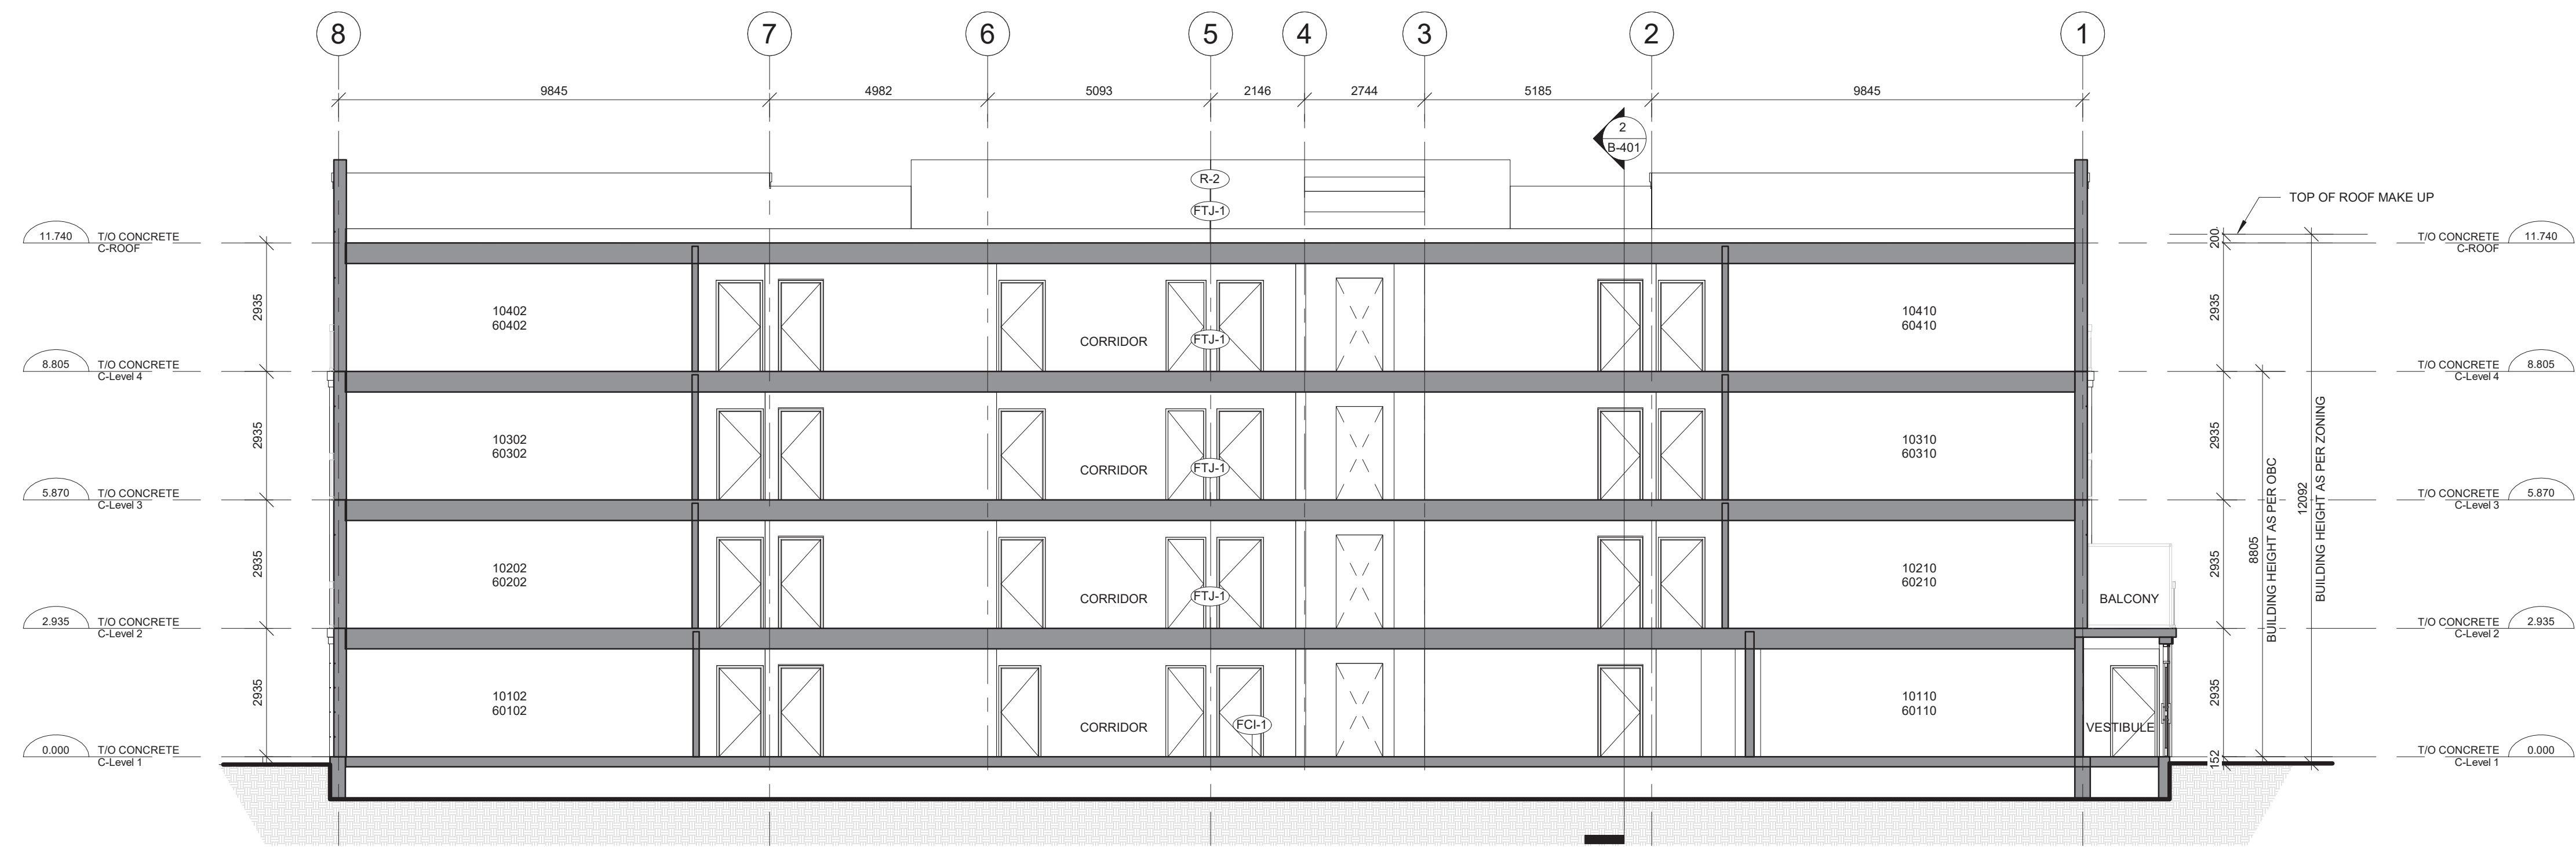 8 7 6 5 4 3 2 1
9845 4982 5093 2146 2744 5185 9845
2
B-401
R-2
FTJ-1
TOP OF ROOF MAKE UP
11.740 T/O CONCRETE
C-ROOF
200
T/O CONCRETE 11.740
C-ROOF
2935
10402
60402
CORRIDOR
FTJ-1
10410
60410
2935
8.805 T/O CONCRETE
C-Level 4
T/O CONCRETE 8.805
C-Level 4
2935
10302
60302
CORRIDOR
FTJ-1
10310
60310
2935
5.870 T/O CONCRETE
C-Level 3
T/O CONCRETE 5.870
C-Level 3
2935
10202
60202
CORRIDOR
FTJ-1
10210
60210
BALCONY
2935
8805
BUILDING HEIGHT AS PER OBC
12092
BUILDING HEIGHT AS PER ZONING
2.935 T/O CONCRETE
C-Level 2
T/O CONCRETE 2.935
C-Level 2
2935
10102
60102
CORRIDOR
FCI-1
10110
60110
VESTIBULE
2935
0.000 T/O CONCRETE
C-Level 1
152
T/O CONCRETE 0.000
C-Level 1